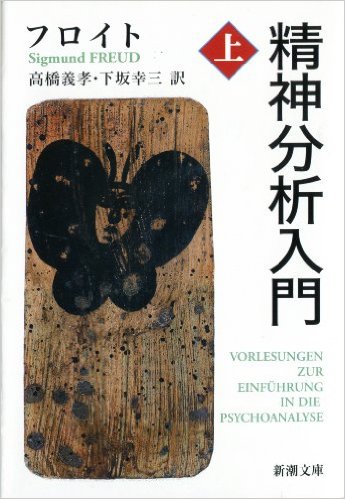 フロイト
Sigmund FREUD
高橋義孝・下坂幸三 訳
上
精神分析入門
VORLESUNGEN
ZUR
EINFÜHRUNG
IN DIE
PSYCHOANALYSE
新潮文庫